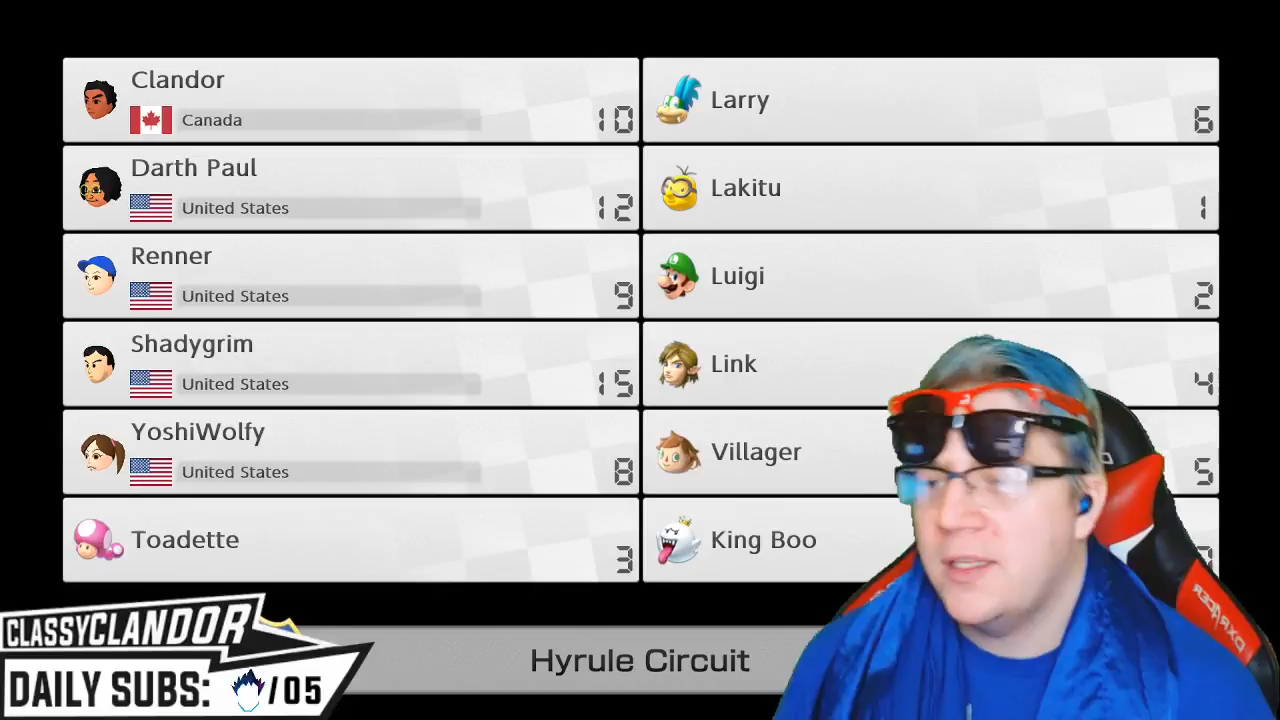 Clandor
Canada
10
Darth Paul
United States
12
Renner
United States
9
Shadygrim
United States
15
YoshiWolfy
United States
8
Toadette
3
Larry
6
Lakitu
1
Luigi
2
Link
4
Villager
5
King Boo
CLASSYCLANDOR
DAILY SUBS: /05
Hyrule Circuit
DXRACER